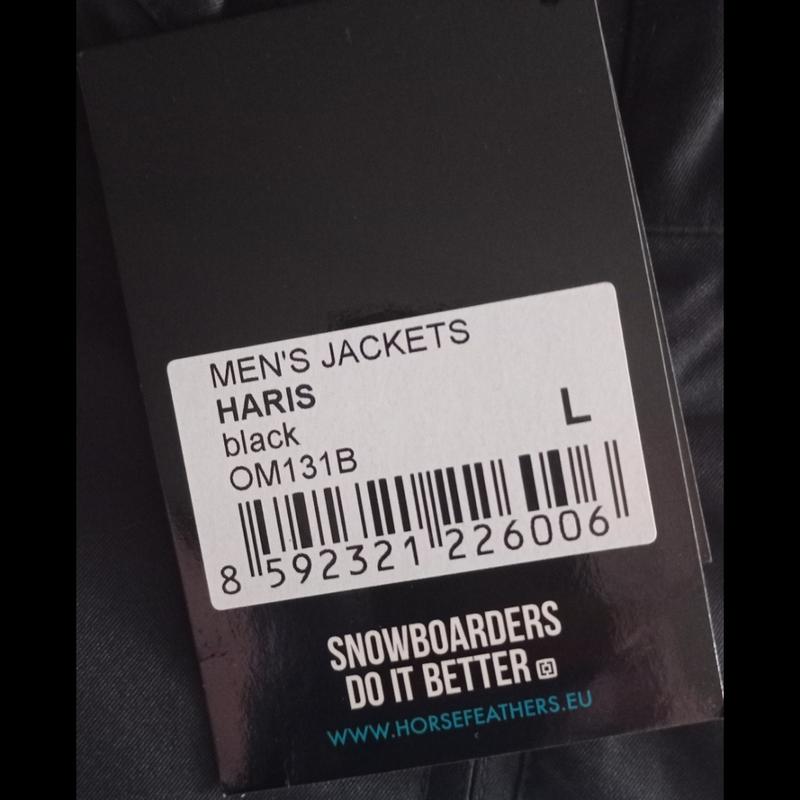 MEN'S JACKETS
HARIS
L
black
OM131B
8 592321 226006
SNOWBOARDERS
DO IT BETTER
WWW.HORSEFEATHERS.EU